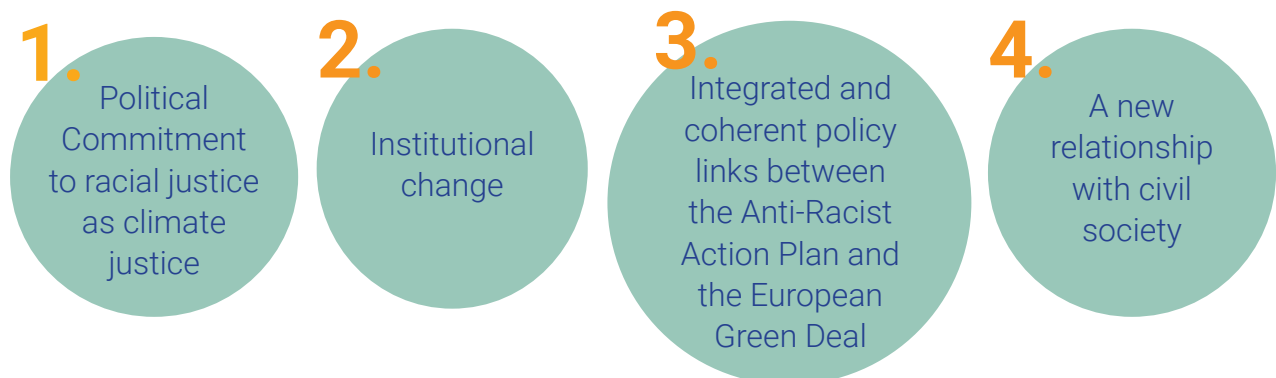 1.
Political
Commitment
to racial justice
as climate
justice
2.
Institutional
change
3.
Integrated and
coherent policy
links between
the Anti-Racist
Action Plan and
the European
Green Deal
4.
A new
relationship
with civil
society